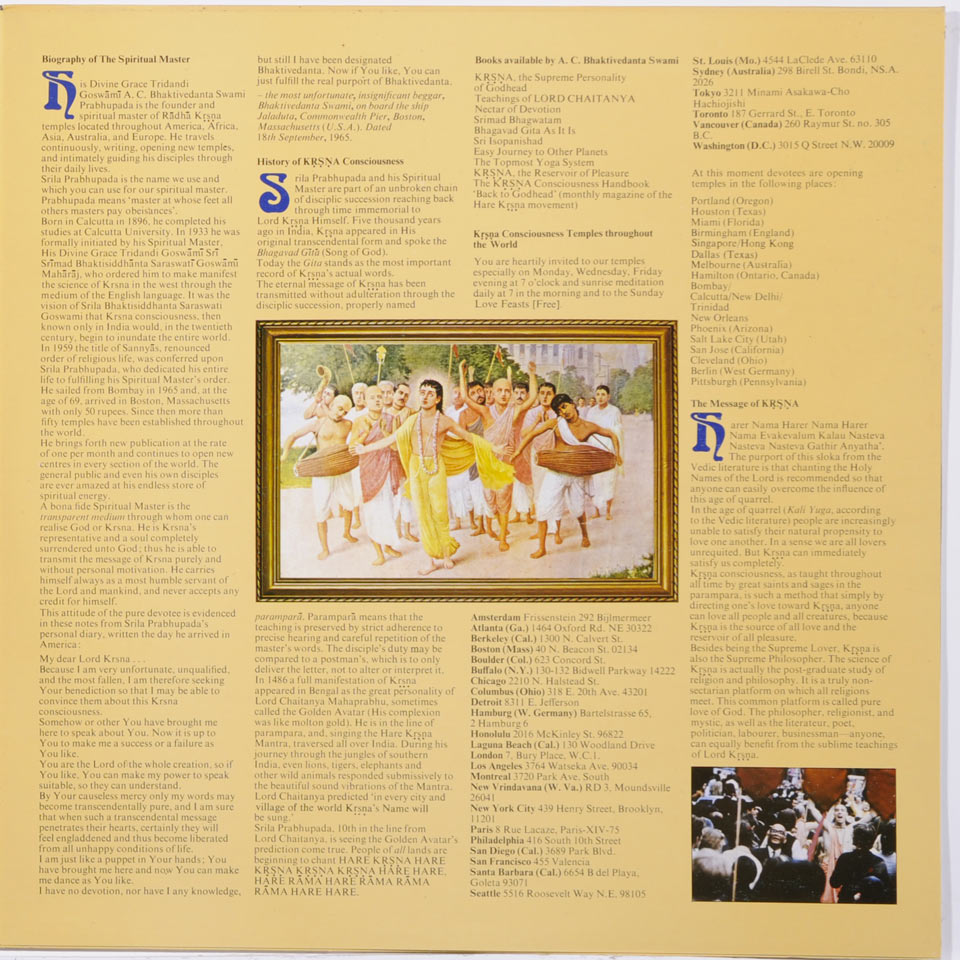 Biography of The Spiritual Master
His Divine Grace Tridandi
Goswāmī A. C. Bhaktivedanta Swami
Prabhupada is the founder and
spiritual master of Rādhā Kṛṣṇa
temples located throughout America, Africa,
Asia, Australia, and Europe. He travels
continuously, writing, opening new temples,
and intimately guiding his disciples through
their daily lives.
Srila Prabhupada is the name we use and
which you can use for our spiritual master.
Prabhupada means 'master at whose feet all
others masters pay obeisances'.
Born in Calcutta in 1896, he completed his
studies at Calcutta University. In 1933 he was
formally initiated by his Spiritual Master,
His Divine Grace Tridandi Goswāmī Srī
Srīmad Bhaktisiddhānta Saraswatī Goswāmī
Mahārāj, who ordered him to make manifest
the science of Krsna in the west through the
medium of the English language. It was the
vision of Srila Bhaktisiddhanta Saraswati
Goswami that Krsna consciousness, then
known only in India would, in the twentieth
century, begin to inundate the entire world.
In 1959 the title of Sannyās, renounced
order of religious life, was conferred upon
Srila Prabhupada, who dedicated his entire
life to fulfilling his Spiritual Master's order.
He sailed from Bombay in 1965 and, at the
age of 69, arrived in Boston, Massachusetts
with only 50 rupees. Since then more than
fifty temples have been established throughout
the world.
He brings forth new publication at the rate
of one per month and continues to open new
centres in every section of the world. The
general public and even his own disciples
are ever amazed at his endless store of
spiritual energy.
A bona fide Spiritual Master is the
transparent medium through whom one can
realise God or Krsna. He is Krsna's
representative and a soul completely
surrendered unto God; thus he is able to
transmit the message of Krsna purely and
without personal motivation. He carries
himself always as a most humble servant of
the Lord and mankind, and never accepts any
credit for himself.
This attitude of the pure devotee is evidenced
in these notes from Srila Prabhupada's
personal diary, written the day he arrived in
America:
My dear Lord Krsna . . .
Because I am very unfortunate, unqualified,
and the most fallen, I am therefore seeking
Your benediction so that I may be able to
convince them about this Krsna
consciousness.
Somehow or other You have brought me
here to speak about You. Now it is up to
You to make me a success or a failure as
You like.
You are the Lord of the whole creation, so if
You like, You can make my power to speak
suitable, so they can understand.
By Your causeless mercy only my words may
become transcendentally pure, and I am sure
that when such a transcendental message
penetrates their hearts, certainly they will
feel engladdened and thus become liberated
from all unhappy conditions of life.
I am just like a puppet in Your hands; You
have brought me here and now You can make
me dance as You like.
I have no devotion, nor have I any knowledge,
but still I have been designated
Bhaktivedanta. Now if You like, You can
just fulfill the real purport of Bhaktivedanta.
– the most unfortunate, insignificant beggar,
Bhaktivedanta Swami, on board the ship
Jaladuta, Commonwealth Pier, Boston,
Massachusetts (U.S.A.). Dated
18th September, 1965.
History of KṚṢṆA Consciousness
Srila Prabhupada and his Spiritual
Master are part of an unbroken chain
of disciplic succession reaching back
through time immemorial to
Lord Kṛṣṇa Himself. Five thousand years
ago in India, Kṛṣṇa appeared in His
original transcendental form and spoke the
Bhagavad Gītā (Song of God).
Today the Gita stands as the most important
record of Kṛṣṇa's actual words.
The eternal message of Kṛṣṇa has been
transmitted without adulteration through the
discplic succession, properly named
paramparā. Paramparā means that the
teaching is preserved by strict adherence to
precise hearing and careful repetition of the
master's words. The disciple's duty may be
compared to a postman, which is to only
deliver the letter, not to alter or interpret it.
In 1486 a full manifestation of Kṛṣṇa
appeared in Bengal as the great personality of
Lord Chaitanya Mahaprabhu, sometimes
called the Golden Avatar (His complexion
was like molton gold). He is in the line of
parampara, and, singing the Hare Kṛṣṇa
Mantra, traversed all over India. During his
journey through the jungles of southern
India, even lions, tigers, elephants and
other wild animals responded submissively to
the beautiful sound vibrations of the Mantra.
Lord Chaitanya predicted 'in every city and
village of the world Kṛṣṇa's Name will
be sung.'
Srila Prabhupada, 10th in the line from
Lord Chaitanya, is seeing the Golden Avatar's
prediction come true. People of all lands are
beginning to chant HARE KṚṢṆA HARE
KṚṢṆA KṚṢṆA KṚṢṆA HARE HARE,
HARE RĀMA HARE RĀMA RĀMA
RĀMA HARE HARE.
Books available by A. C. Bhaktivedanta Swami
KṚṢṆA, the Supreme Personality
of Godhead
Teachings of LORD CHAITANYA
Nectar of Devotion
Srimad Bhagwatam
Bhagavad Gita As It Is
Sri Isopanishad
Easy Journey to Other Planets
The Topmost Yoga System
KṚṢṆA, the Reservoir of Pleasure
The KṚṢṆA Consciousness Handbook
'Back to Godhead' (monthly magazine of the
Hare Kṛṣṇa movement)
Kṛṣṇa Consciousness Temples throughout
the World
You are heartily invited to our temples
especially on Monday, Wednesday, Friday
evening at 7 o'clock and sunrise meditation
daily at 7 in the morning and to the Sunday
Love Feasts [Free].
Amsterdam Frissenstein 292 Bijlmermeer
Atlanta (Ga.) 1464 Oxford Rd. NE 30322
Berkeley (Cal.) 1300 N. Calvert St.
Boston (Mass) 40 N. Beacon St. 02134
Boulder (Col.) 623 Concord St.
Buffalo (N.Y.) 130-132 Bidwell Parkway 14222
Chicago 2210 N. Halstead St.
Columbus (Ohio) 318 E. 20th Ave. 43201
Detroit 8311 E. Jefferson
Hamburg (W. Germany) Bartelstrasse 65,
2 Hamburg 6
Honolulu 2016 McKinley St. 96822
Laguna Beach (Cal.) 130 Woodland Drive
London 7, Bury Place, W.C.1.
Los Angeles 3764 Watseka Ave. 90034
Montreal 3720 Park Ave. South
New Vrindavana (W. Va.) RD 3, Moundsville
26041
New York City 439 Henry Street, Brooklyn,
11201
Paris 8 Rue Lacaze, Paris-XIV-75
Philadelphia 416 South 10th Street
San Diego (Cal.) 3689 Park Blvd.
San Francisco 455 Valencia
Santa Barbara (Cal.) 6654 B del Playa,
Goleta 93071
Seattle 5516 Roosevelt Way N.E. 98105
St. Louis (Mo.) 4544 LaClede Ave. 63110
Sydney (Australia) 298 Birell St. Bondi, NS.A.
2026
Tokyo 3211 Minami Asakawa-Cho
Hachiojishi
Toronto 187 Gerrard St., E. Toronto
Vancouver (Canada) 260 Raymur St. no. 305
B.C.
Washington (D.C.) 3015 Q Street N.W. 20009
At this moment devotees are opening
temples in the following places:
Portland (Oregon)
Houston (Texas)
Miami (Florida)
Birmingham (England)
Singapore/Hong Kong
Dallas (Texas)
Melbourne (Australia)
Hamilton (Ontario, Canada)
Bombay/
Calcutta/New Delhi/
Trinidad
New Orleans
Phoenix (Arizona)
Salt Lake City (Utah)
San Jose (California)
Cleveland (Ohio)
Berlin (West Germany)
Pittsburgh (Pennsylvania)
The Message of KṚṢṆA
Harer Nama Harer Nama Harer
Nama Evakevalum Kalau Nasteva
Nasteva Nasteva Gathir Anyatha'.
The purport of this sloka from the
Vedic literature is that chanting the Holy
Names of the Lord is recommended so that
anyone can easily overcome the influence of
this age of quarrel.
In the age of quarrel (Kali Yuga, according
to the Vedic literature) people are increasingly
unable to satisfy their natural propensity to
love one another. In a sense we are all lovers
unrequited. But Kṛṣṇa can immediately
satisfy us completely.
Kṛṣṇa consciousness, as taught throughout
all time by great saints and sages in the
parampara, is such a method that simply by
directing one's love toward Kṛṣṇa, anyone
can love all people and all creatures, because
Kṛṣṇa is the source of all love and the
reservoir of all pleasure.
Besides being the Supreme Lover, Kṛṣṇa is
also the Supreme Philosopher. The science of
Kṛṣṇa is actually the post-graduate study of
religion and philosophy. It is a truly non-
sectarian platform on which all religions
meet. This common platform is called pure
love of God. The philosopher, religionist, and
mystic, as well as the literateur, poet,
politician, labourer, businessman—anyone,
can equally benefit from the sublime teachings
of Lord Kṛṣṇa.